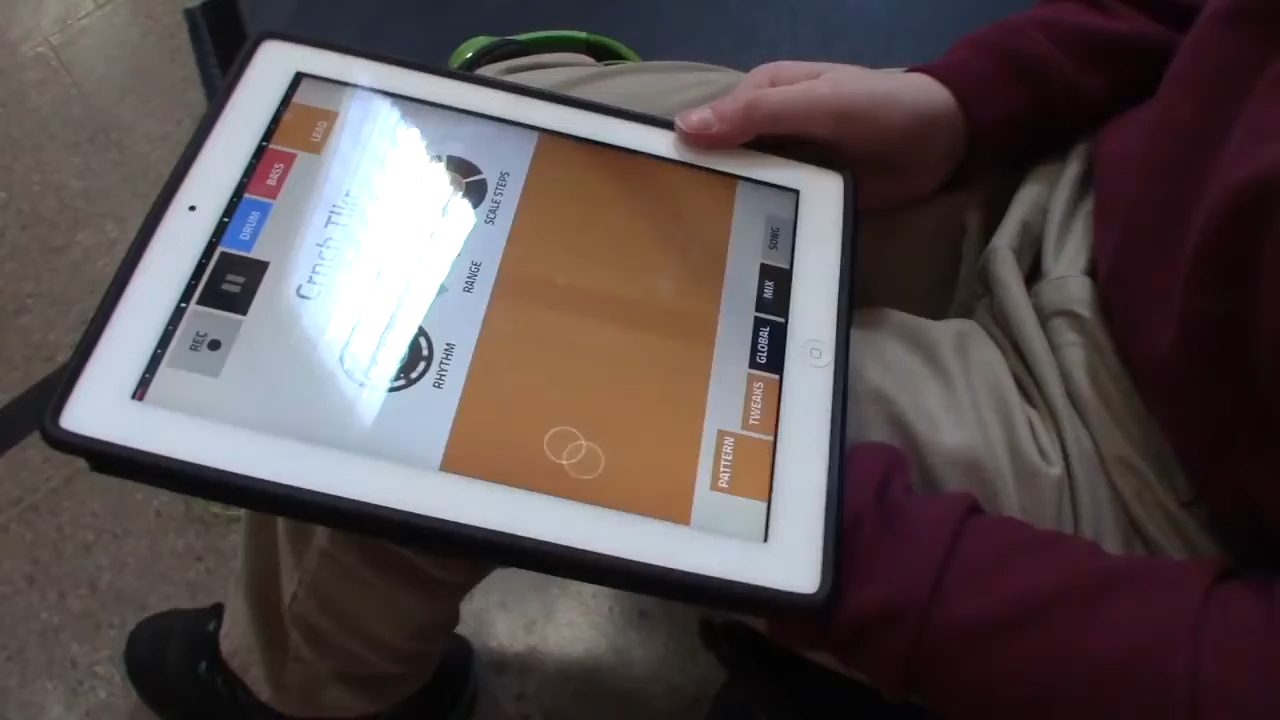 REC
DRUM
BASS
LEAD
RHYTHM
RANGE
SCALE STEPS
PATTERN
TWEAKS
GLOBAL
MIX
SONG